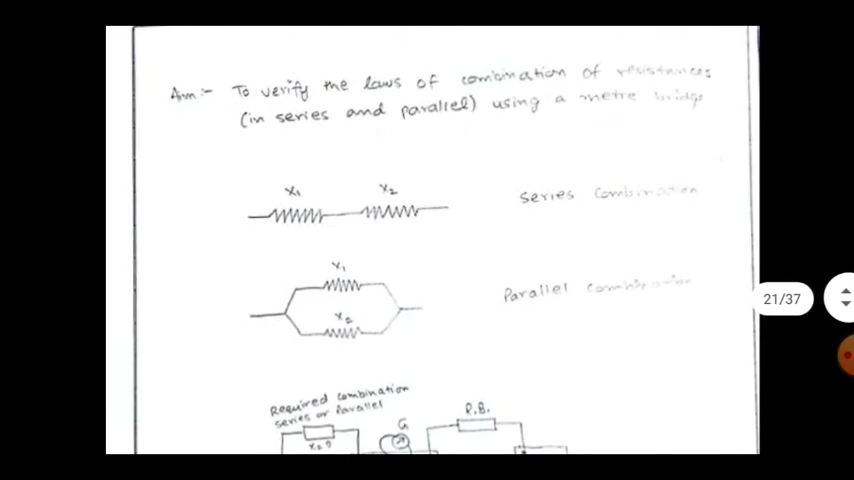 Aim:- To verify the laws of combination of resistances
(in series and parallel) using a metre bridge
X1 X2
Series Combination
X1
Parallel Combination
X2
21/37
Required combination
series or Parallel
R.B.
G
X=?